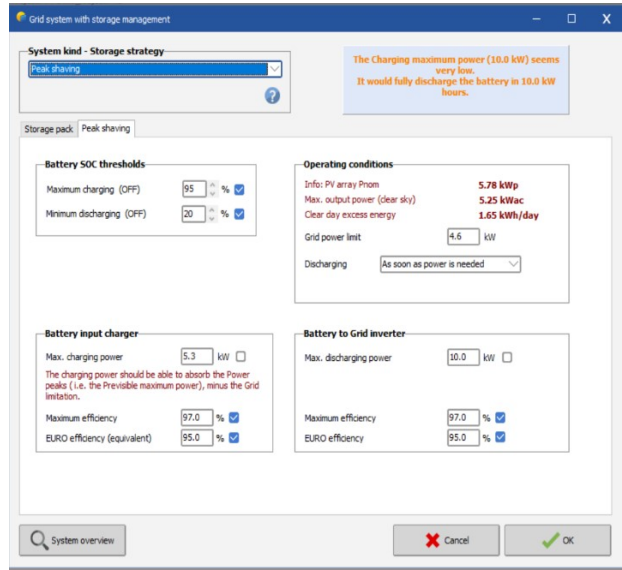 Grid system with storage management
System kind - Storage strategy
Peak shaving
The Charging maximum power (10.0 kW) seems
very low.
It would fully discharge the battery in 10.0 kW
hours.
Storage pack Peak shaving
Battery SOC thresholds
Maximum charging (OFF) 95 %
Minimum discharging (OFF) 20 %
Operating conditions
Info: PV array Pnom 5.78 kWp
Max. output power (clear sky) 5.25 kWac
Clear day excess energy 1.65 kWh/day
Grid power limit 4.6 kW
Discharging As soon as power is needed
Battery input charger
Max. charging power 5.3 kW
The charging power should be able to absorb the Power
peaks ( i.e. the Previsible maximum power), minus the Grid
limitation.
Maximum efficiency 97.0 %
EURO efficiency (equivalent) 95.0 %
Battery to Grid inverter
Max. discharging power 10.0 kW
Maximum efficiency 97.0 %
EURO efficiency 95.0 %
System overview
Cancel
OK